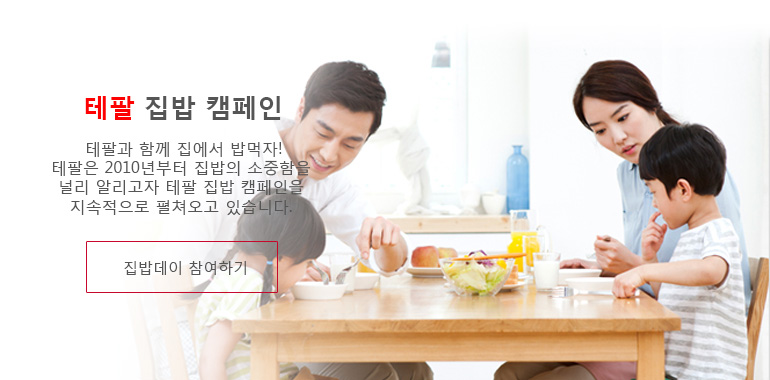 테팔 집밥 캠페인
테팔과 함께 집에서 밥먹자!
테팔은 2010년부터 집밥의 소중함을
널리 알리고자 테팔 집밥 캠페인을
지속적으로 펼쳐오고 있습니다.
집밥데이 참여하기